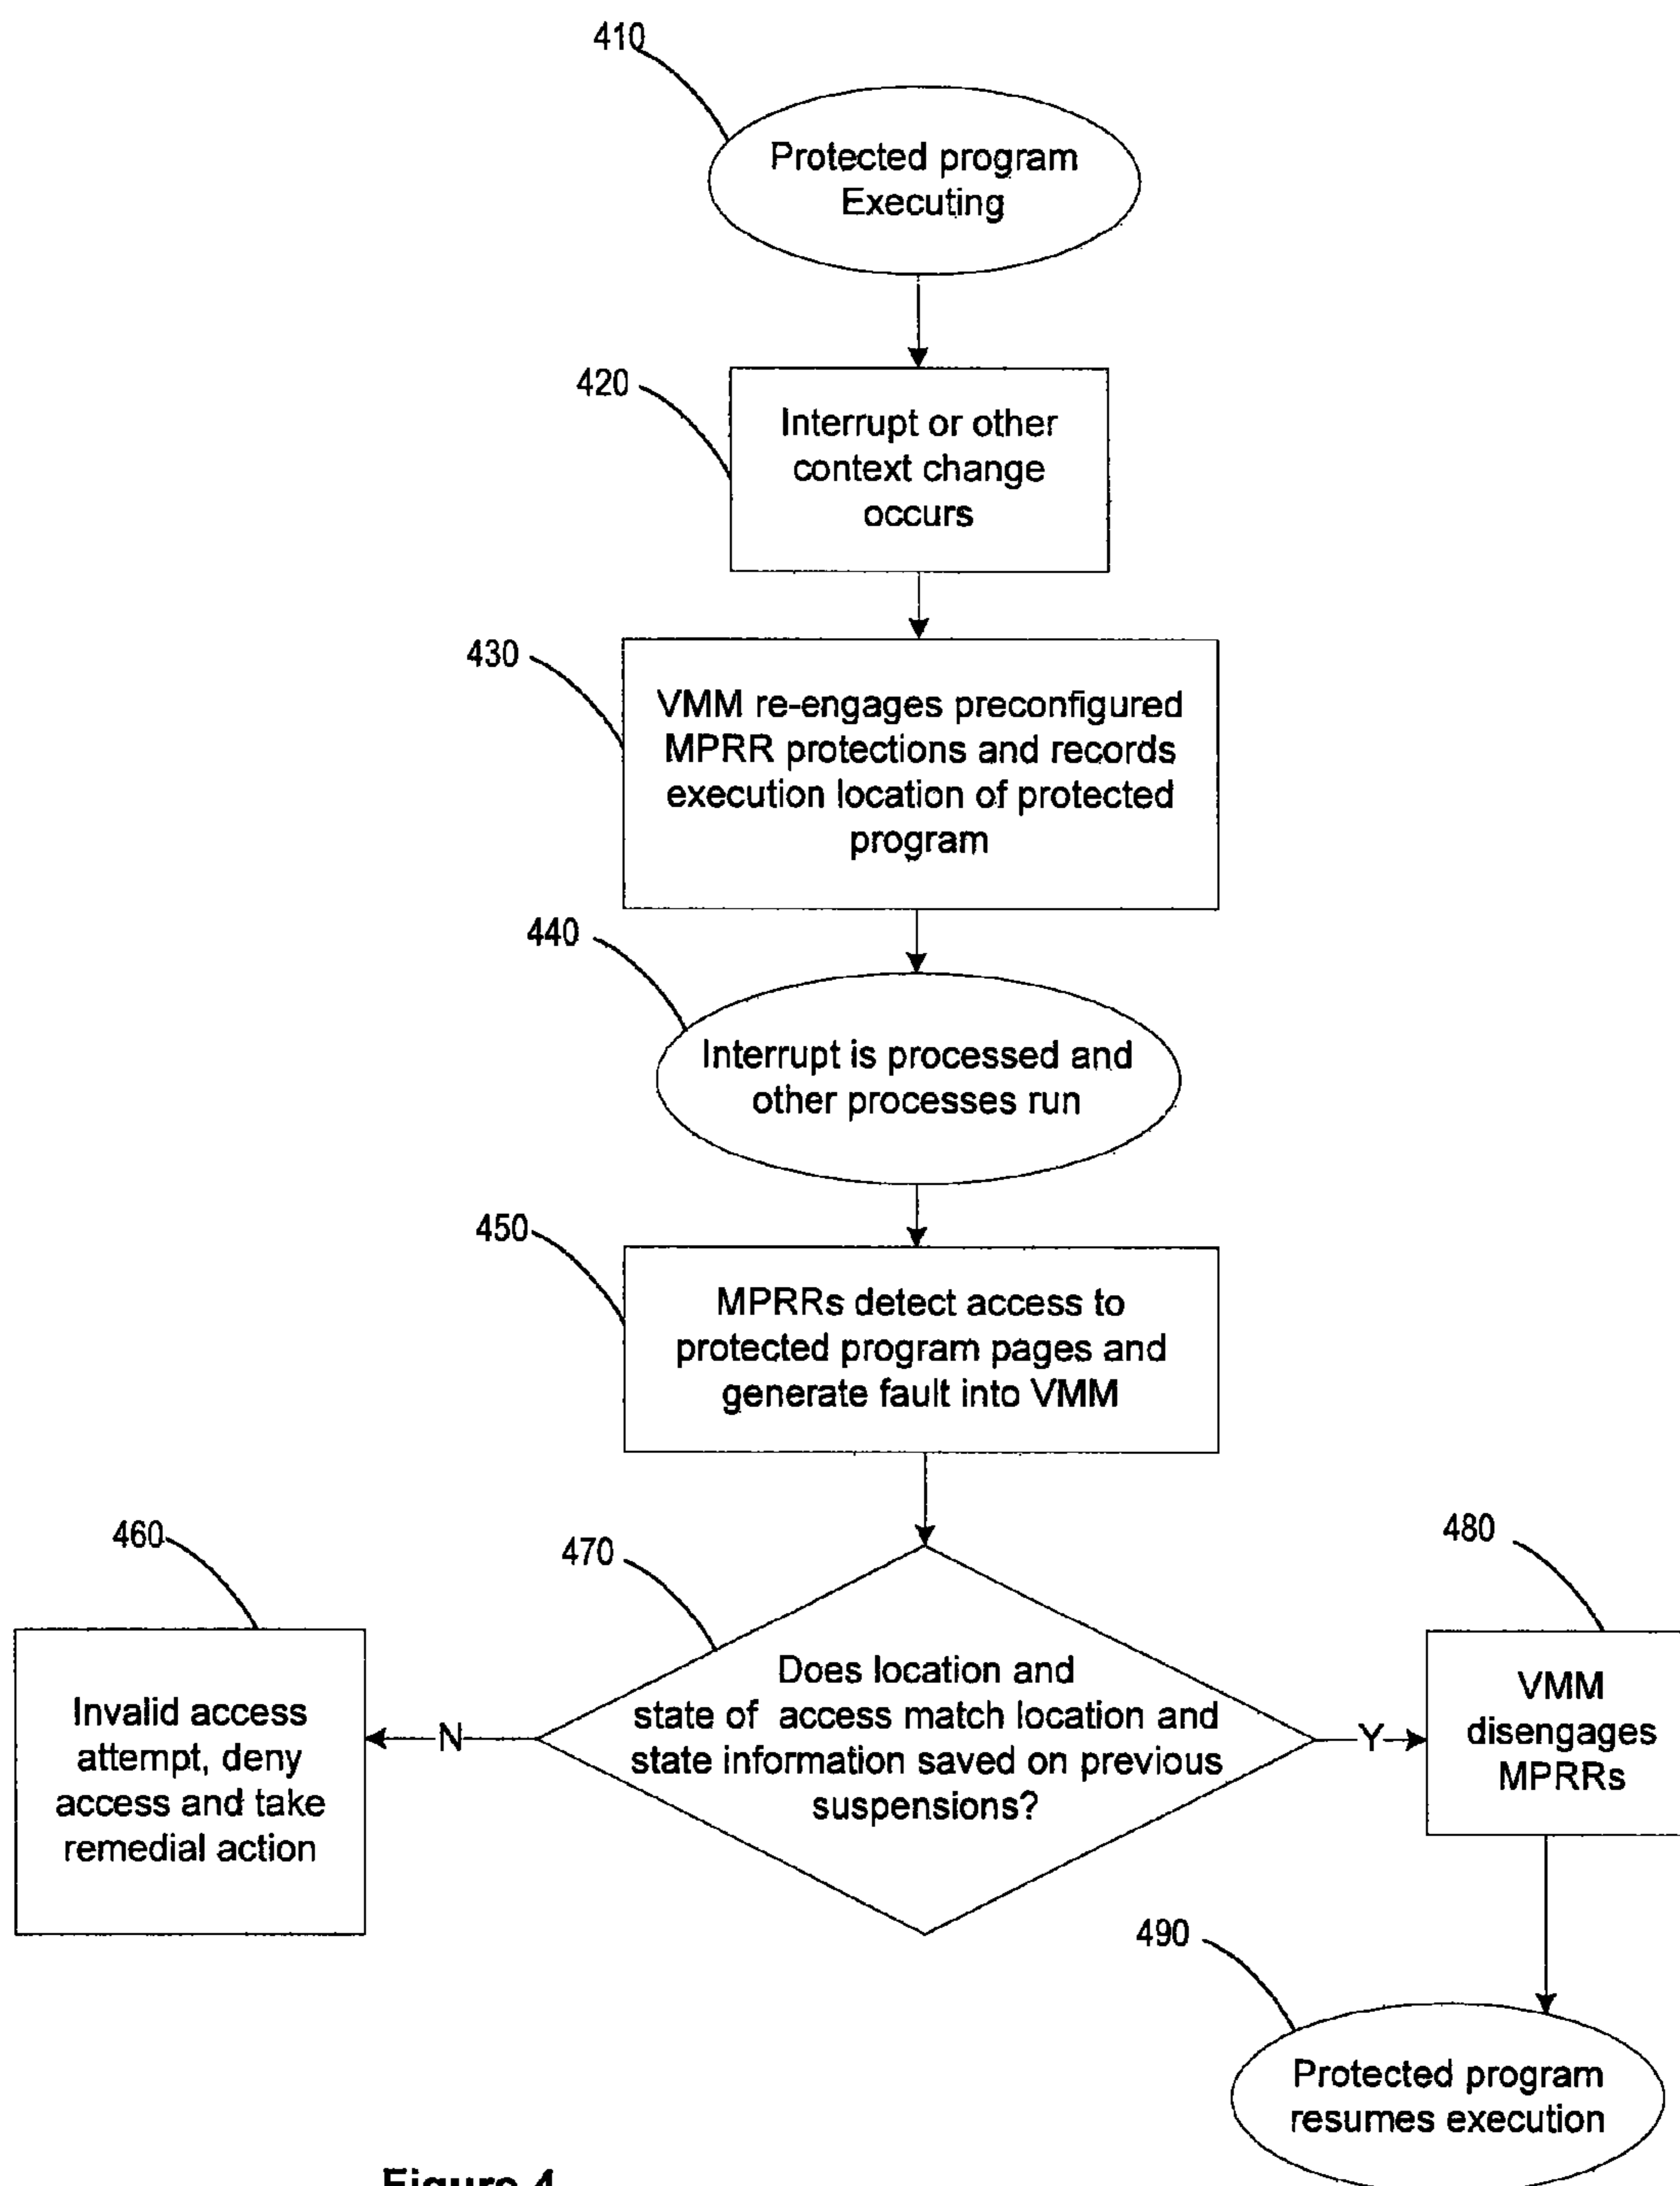 410
Protected program
Executing
420
Interrupt or other
context change
occurs
430
VMM re-engages preconfigured
MPRR protections and records
execution location of protected
program
440
Interrupt is processed and
other processes run
450
MPRRs detect access to
protected program pages and
generate fault into VMM
460
Invalid access
attempt, deny
access and take
remedial action
N
470
Does location and
state of access match location and
state information saved on previous
suspensions?
Y
480
VMM
disengages
MPRRs
490
Protected program
resumes execution
Figure 4